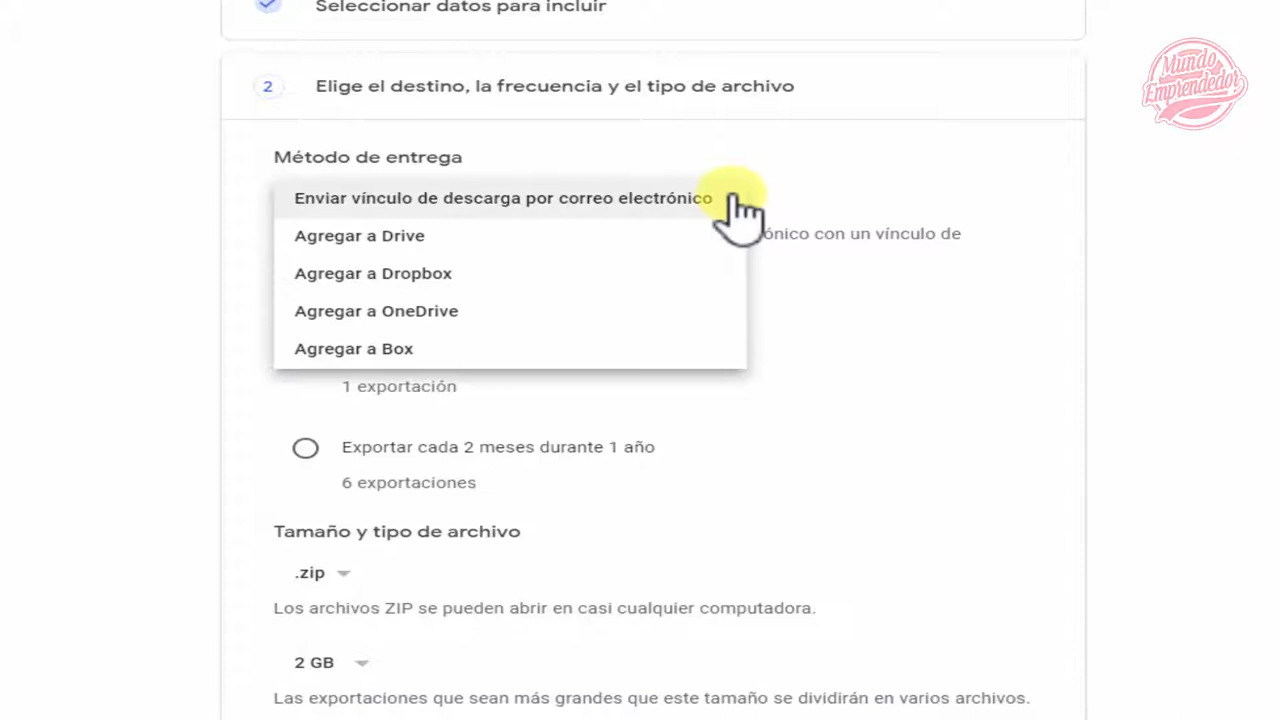 Seleccionar datos para incluir
Mundo
Emprendedor
2 Elige el destino, la frecuencia y el tipo de archivo
Método de entrega
Enviar vínculo de descarga por correo electrónico
ónico con un vínculo de
Agregar a Drive
Agregar a Dropbox
Agregar a OneDrive
Agregar a Box
1 exportación
Exportar cada 2 meses durante 1 año
6 exportaciones
Tamaño y tipo de archivo
.zip
Los archivos ZIP se pueden abrir en casi cualquier computadora.
2 GB
Las exportaciones que sean más grandes que este tamaño se dividirán en varios archivos.